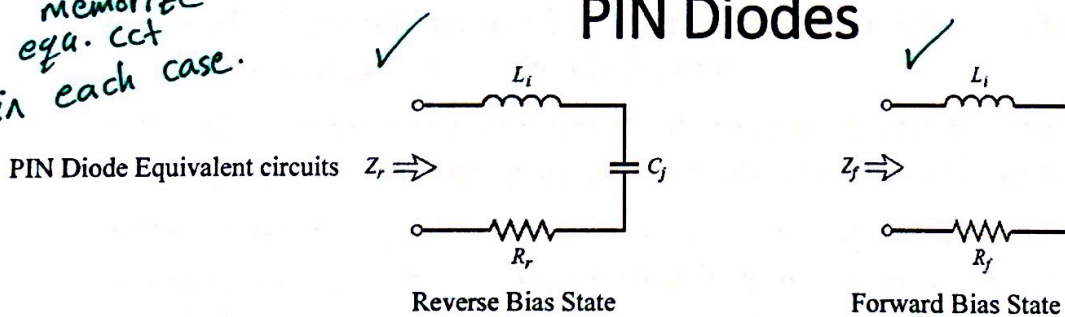 memorize
equ. cct
in each case.
PIN Diodes
L_i
L_i
PIN Diode Equivalent circuits Z_r
C_j
Z_f
R_r
R_f
Reverse Bias State
Forward Bias State